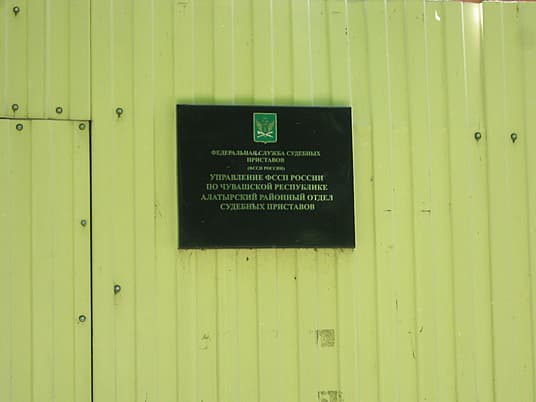 ФЕДЕРАЛЬНАЯ СЛУЖБА СУДЕБНЫХ
ПРИСТАВОВ
(ФССП РОССИИ)
УПРАВЛЕНИЕ ФССП РОССИИ
ПО ЧУВАШСКОЙ РЕСПУБЛИКЕ
АЛАТЫРСКИЙ РАЙОННЫЙ ОТДЕЛ
СУДЕБНЫХ ПРИСТАВОВ